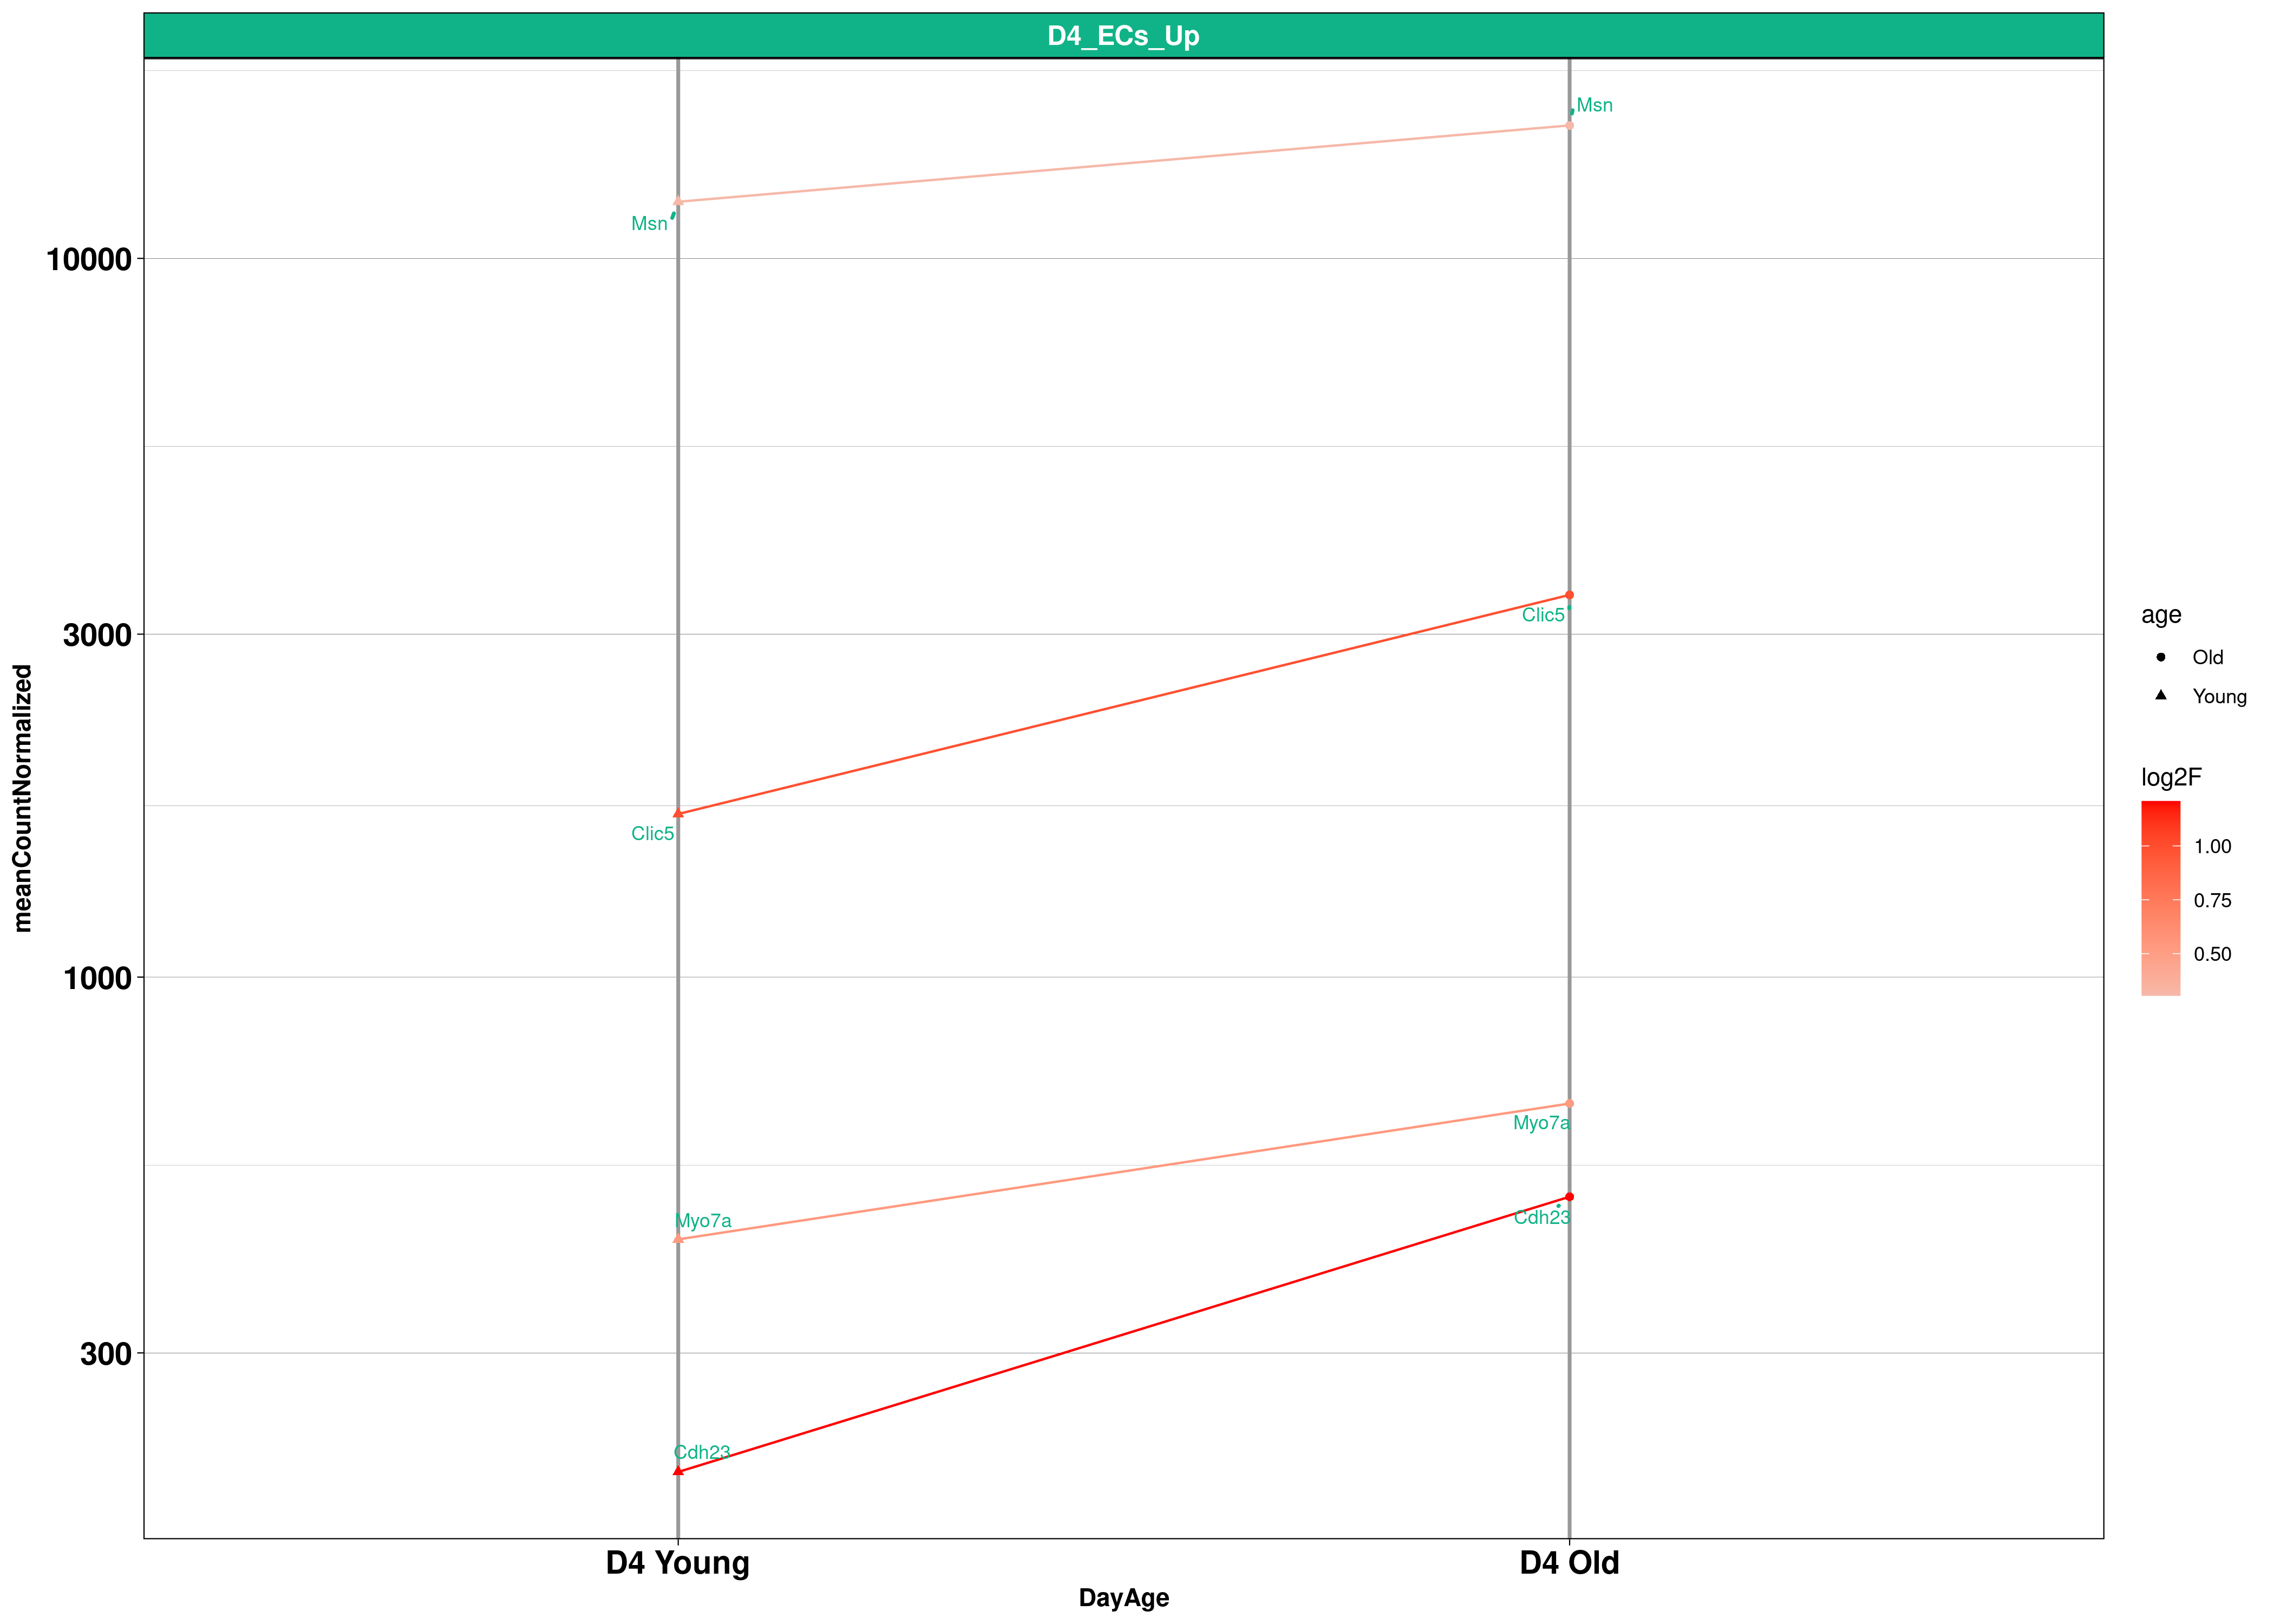 D4_ECs_Up
Msn
Msn
10000
Clic5
3000
Clic5
1000
Myo7a
Myo7a
Cdh23
300
Cdh23
D4 Young
D4 Old
DayAge
meanCountNormalized
age
Old
Young
log2F
1.00
0.75
0.50